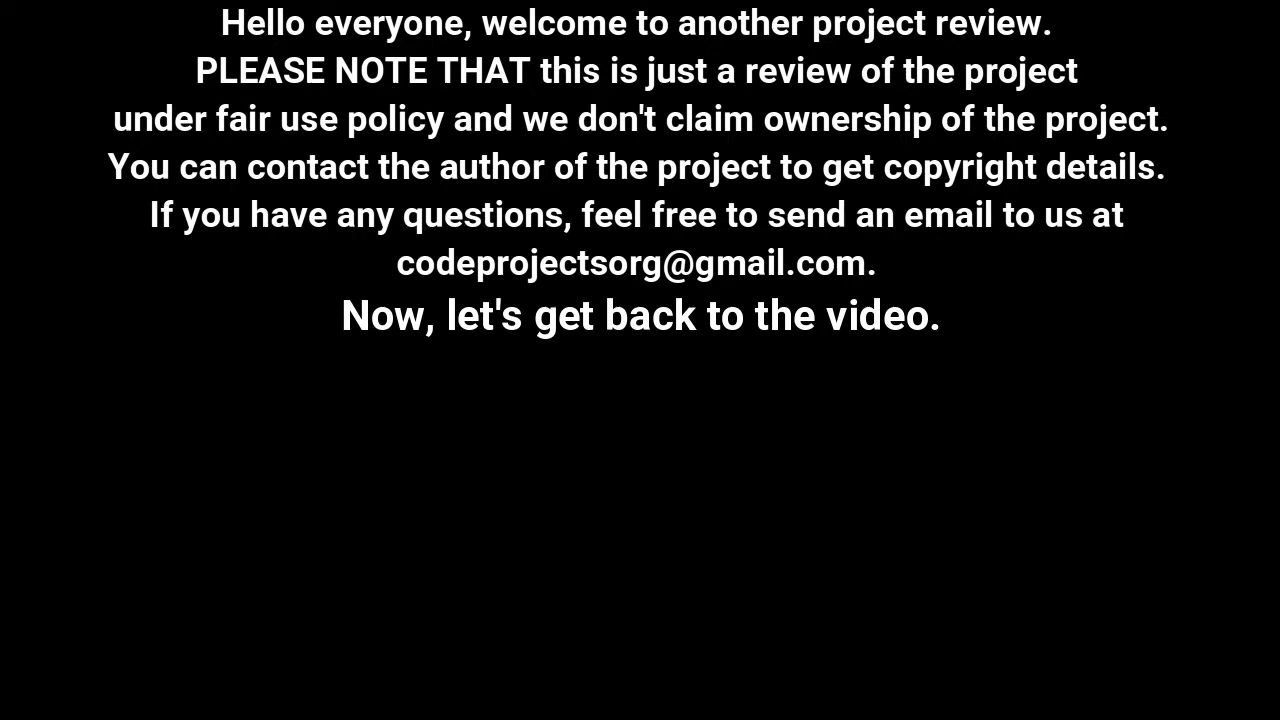 Hello everyone, welcome to another project review.
PLEASE NOTE THAT this is just a review of the project
under fair use policy and we don't claim ownership of the project.
You can contact the author of the project to get copyright details.
If you have any questions, feel free to send an email to us at
codeprojectsorg@gmail.com.
Now, let's get back to the video.